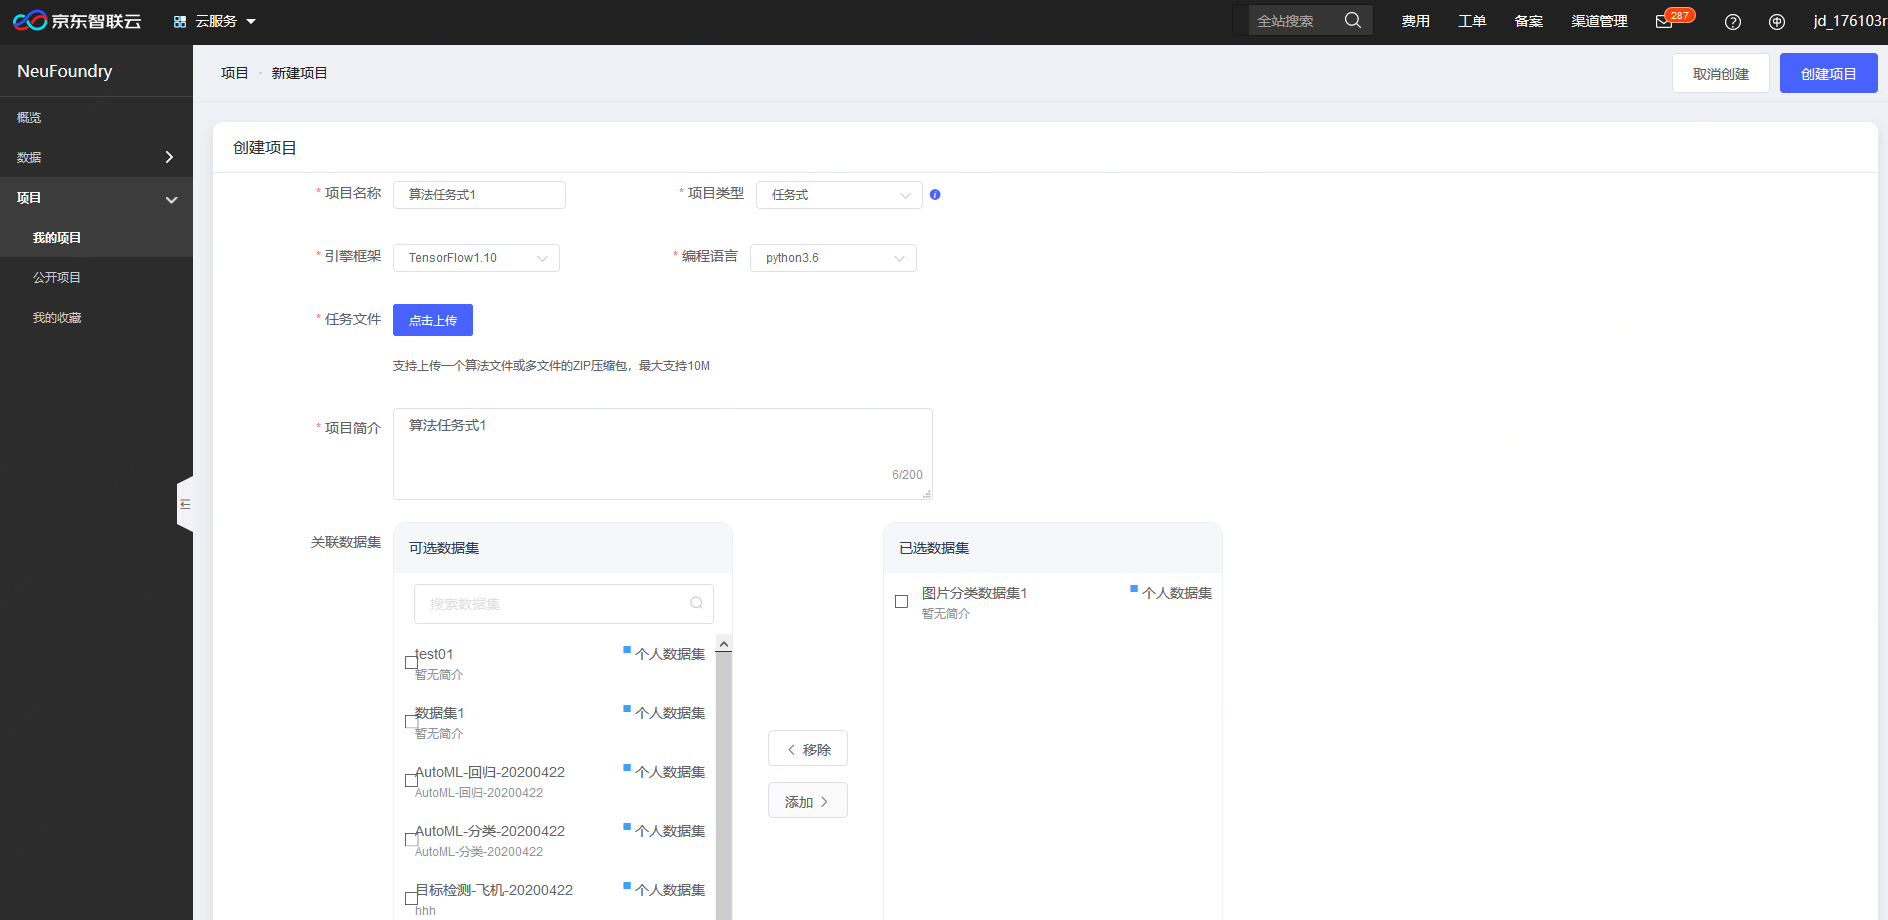 京东智联云
云服务
全站搜索
费用
工单
备案
渠道管理
287
jd_176103r
NeuFoundry
概览
数据
项目
我的项目
公开项目
我的收藏
项目 · 新建项目
取消创建
创建项目
创建项目
* 项目名称 算法任务式1
* 项目类型 任务式
* 引擎框架 TensorFlow1.10
* 编程语言 python3.6
* 任务文件 点击上传
支持上传一个算法文件或多文件的ZIP压缩包，最大支持10M
* 项目简介 算法任务式1
6/200
关联数据集
可选数据集
搜索数据集
test01 个人数据集
暂无简介
数据集1 个人数据集
暂无简介
AutoML-回归-20200422 个人数据集
AutoML-回归-20200422
AutoML-分类-20200422 个人数据集
AutoML-分类-20200422
目标检测-飞机-20200422 个人数据集
hhh
移除
添加
已选数据集
图片分类数据集1 个人数据集
暂无简介